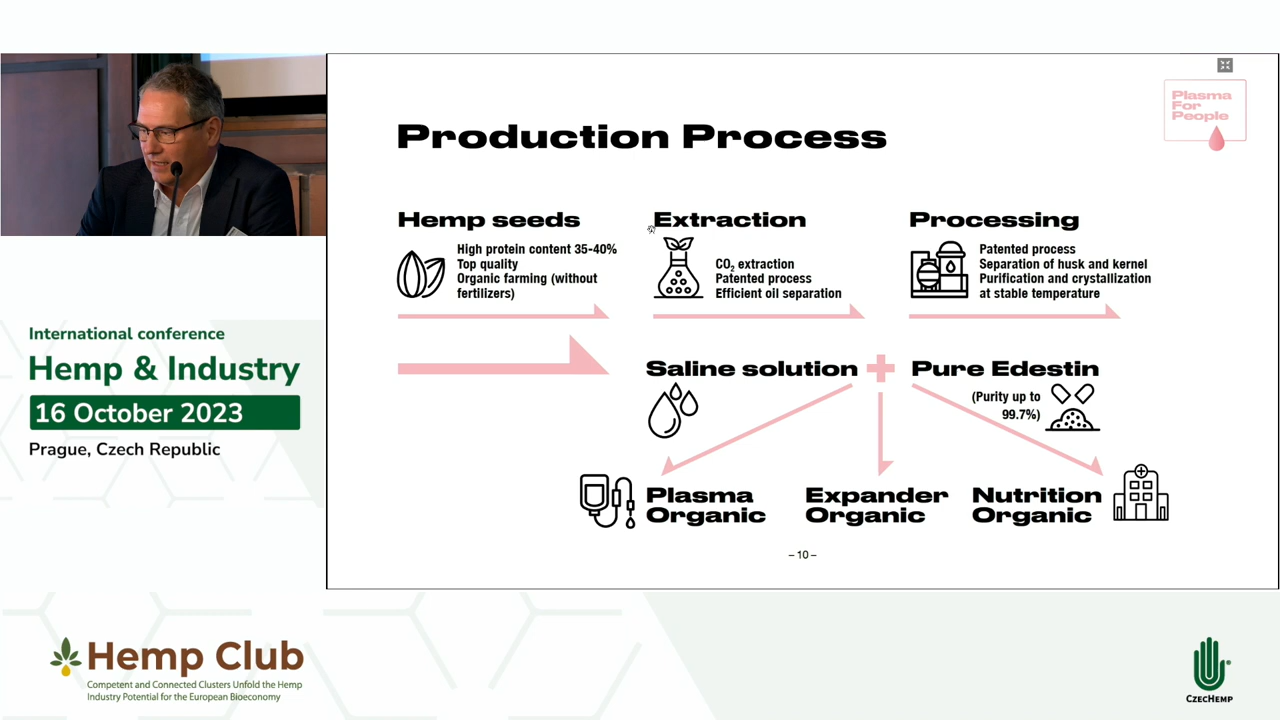 Plasma
For
People
Production Process
Hemp seeds
High protein content 35-40%
Top quality
Organic farming (without
fertilizers)
Extraction
CO₂ extraction
Patented process
Efficient oil separation
Processing
Patented process
Separation of husk and kernel
Purification and crystallization
at stable temperature
Saline solution
Pure Edestin
(Purity up to
99.7%)
Plasma
Organic
Expander
Organic
Nutrition
Organic
– 10 –
International conference
Hemp & Industry
16 October 2023
Prague, Czech Republic
Hemp Club
Competent and Connected Clusters Unfold the Hemp
Industry Potential for the European Bioeconomy
CZECHEMP